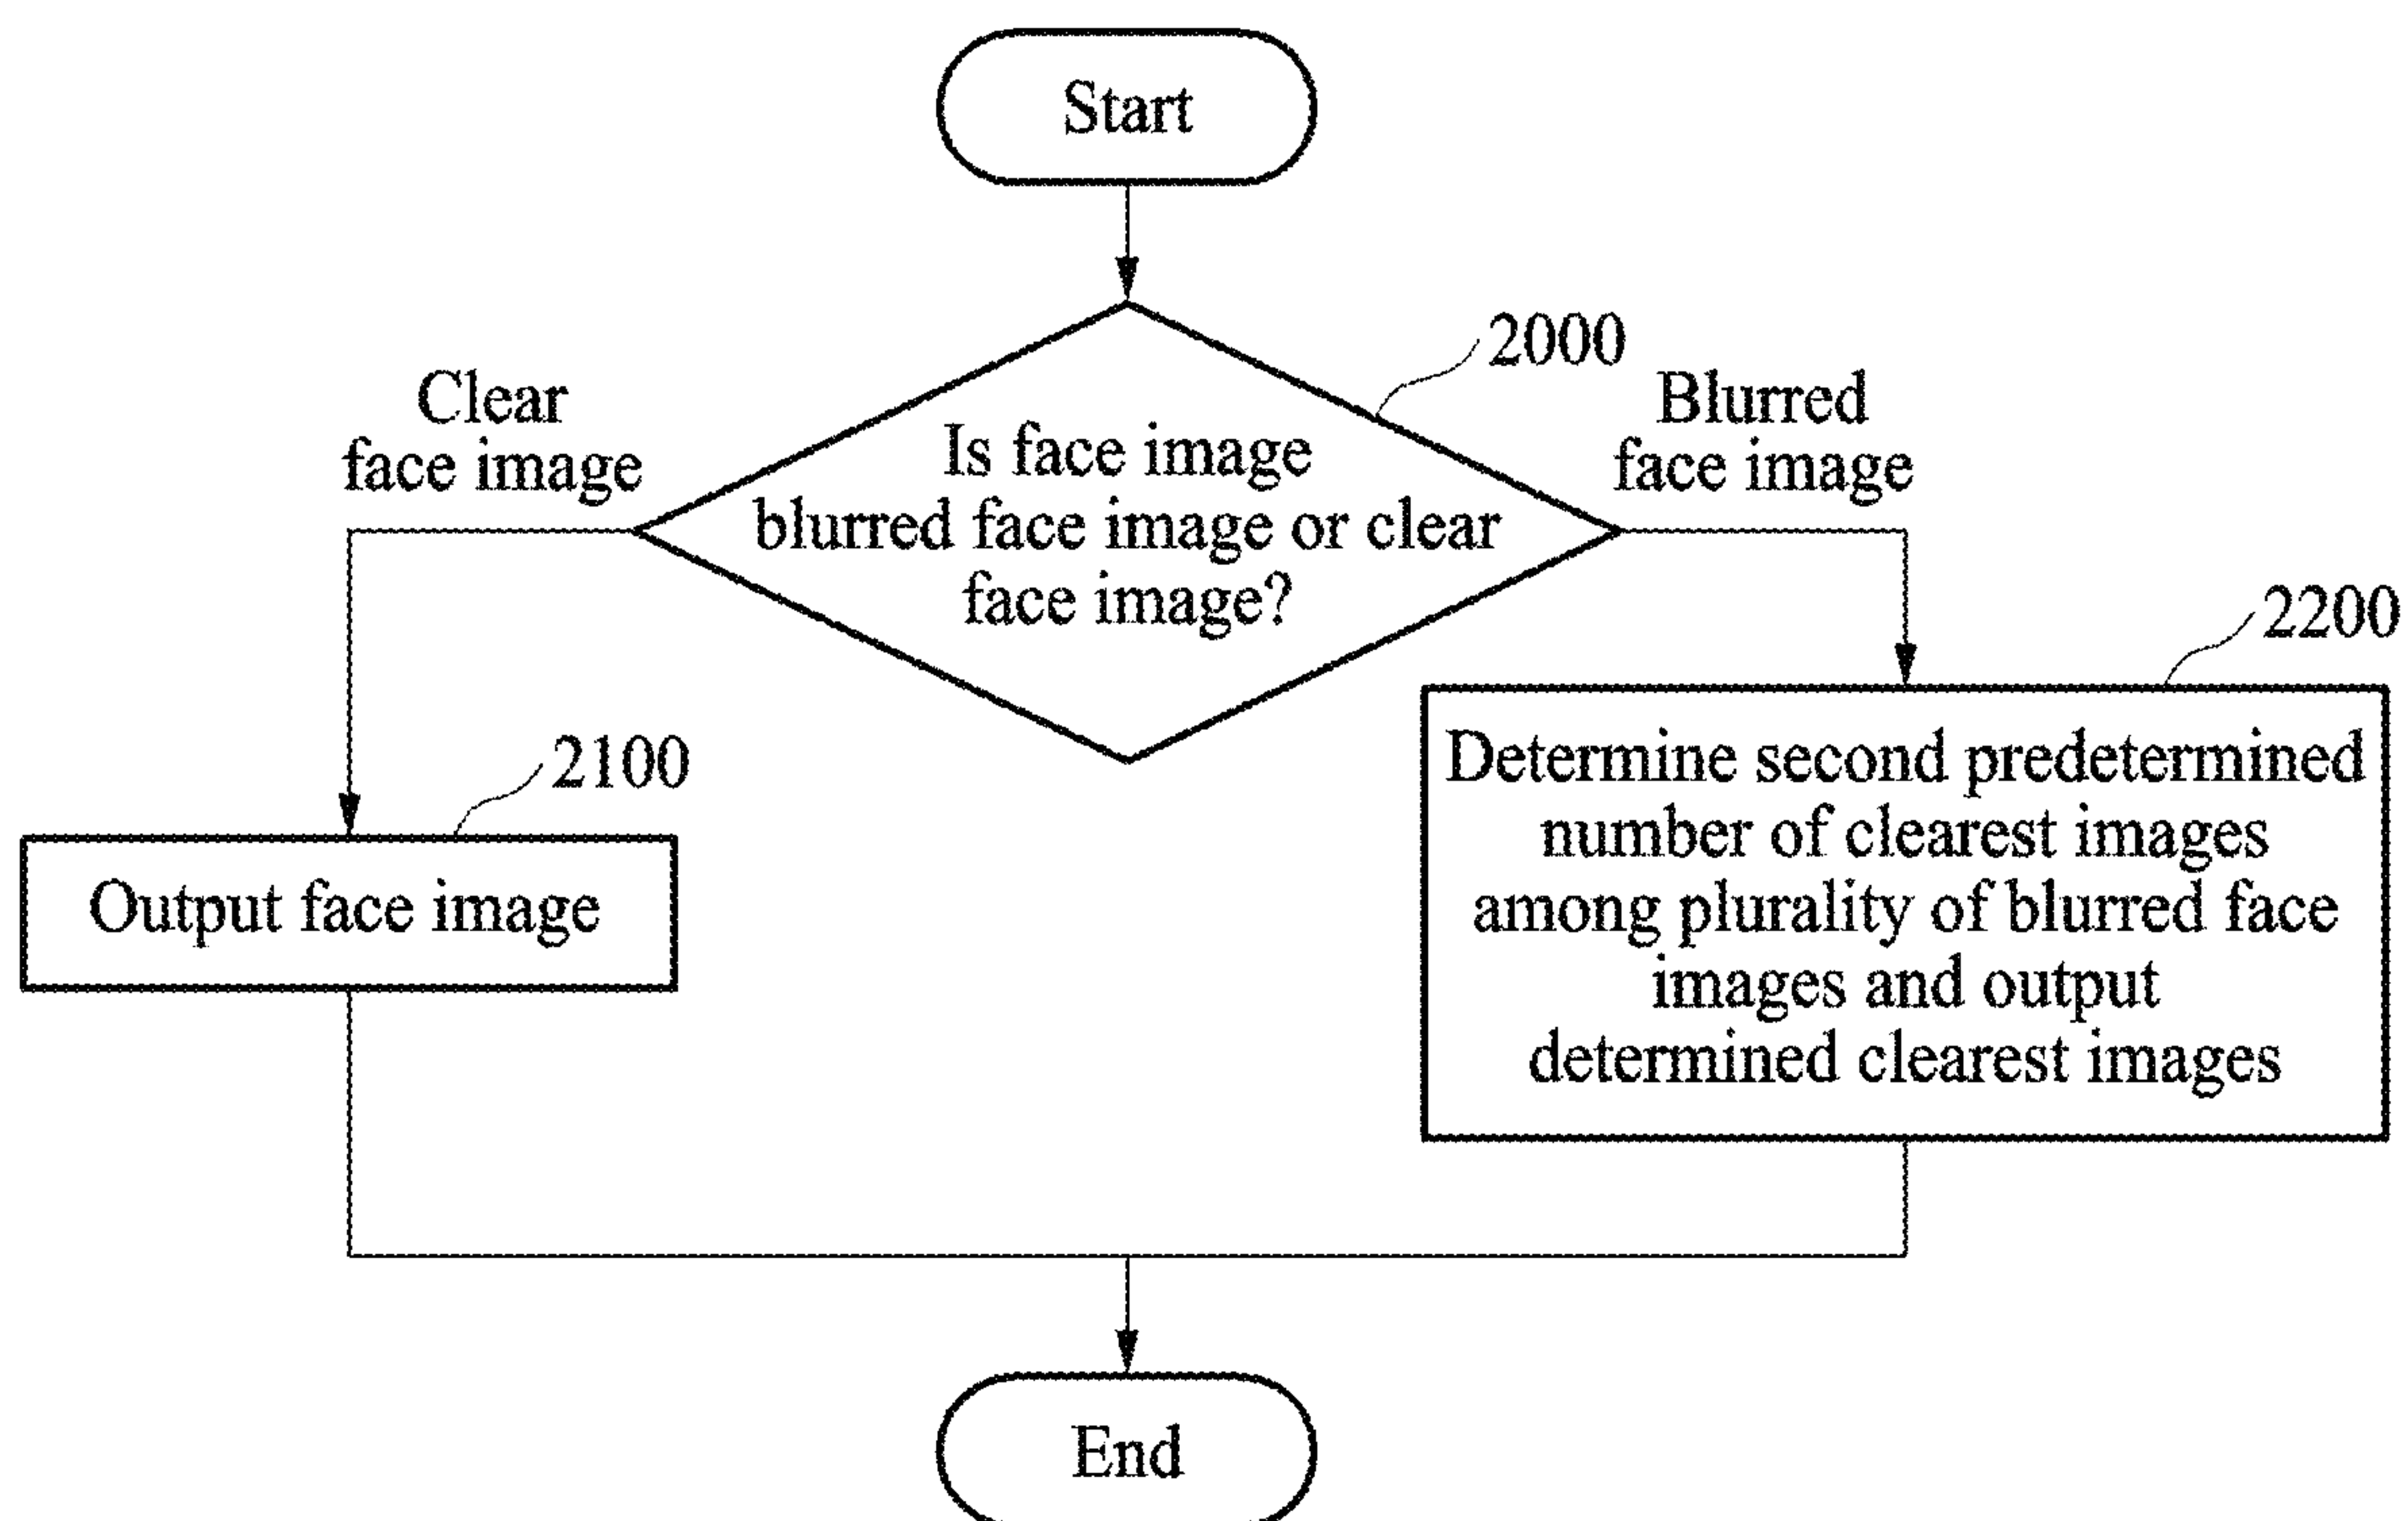 Start
2000
Clear
face image
Blurred
face image
Is face image
blurred face image or clear
face image?
2200
2100
Output face image
Determine second predetermined
number of clearest images
among plurality of blurred face
images and output
determined clearest images
End